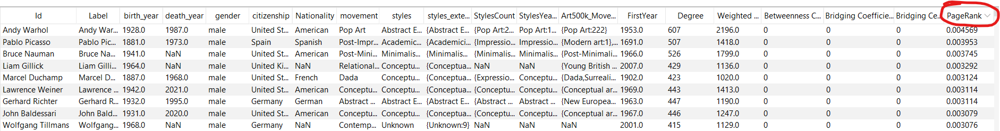 Id Label birth_year death_year gender citizenship Nationality movement styles styles_exte... StylesCount StylesYea... Art500k_Move... FirstYear Degree Weighted ... Betweenness C... Bridging Coefficie... Bridging Ce... PageRank
Andy Warhol Andy War... 1928.0 1987.0 male United St... American Pop Art Abstract E... {Abstract E... {Pop Art:2... Pop Art:1... {Pop Art:222} 1953.0 607 2196.0 0 0 0 0.004569
Pablo Picasso Pablo Pic... 1881.0 1973.0 male Spain Spanish Post-Impr... Academic... {Academici... {Impressio... Impressio... {Modern art:1},... 1691.0 507 1418.0 0 0 0 0.003953
Bruce Nauman Bruce Na... 1941.0 NaN male United St... American Post-Mini... Minimalis... {Minimalis... {Minimalis... Minimalis... {Post-Minimali... 1966.0 526 1799.0 0 0 0 0.003745
Liam Gillick Liam Gilli... 1964.0 NaN male United Ki... NaN Relational... Conceptu... {Conceptua... NaN NaN {Young British ... 2007.0 429 1136.0 0 0 0 0.003292
Marcel Duchamp Marcel D... 1887.0 1968.0 male United St... French Dada Conceptu... {Conceptua... {Expressio... Conceptu... {Dada,Surreali... 1902.0 423 1020.0 0 0 0 0.003124
Lawrence Weiner Lawrence ... 1942.0 2021.0 male United St... American Conceptu... Conceptu... {Conceptua... {Conceptu... Conceptu... {Conceptual ar... 1969.0 443 1413.0 0 0 0 0.003114
Gerhard Richter Gerhard R... 1932.0 1995.0 male Germany German Abstract ... Abstract E... {Abstract E... {Abstract ... Abstract ... {New Europea... 1963.0 447 1190.0 0 0 0 0.003114
John Baldessari John Bald... 1931.0 2020.0 male United St... American Conceptu... Conceptu... {Conceptua... {Conceptu... Conceptu... {Conceptual ar... 1967.0 446 1247.0 0 0 0 0.003079
Wolfgang Tillmans Wolfgang... 1968.0 NaN male Germany NaN Contemp... Unknown {Unknown:9} NaN NaN NaN 2001.0 415 1129.0 0 0 0 0.003076